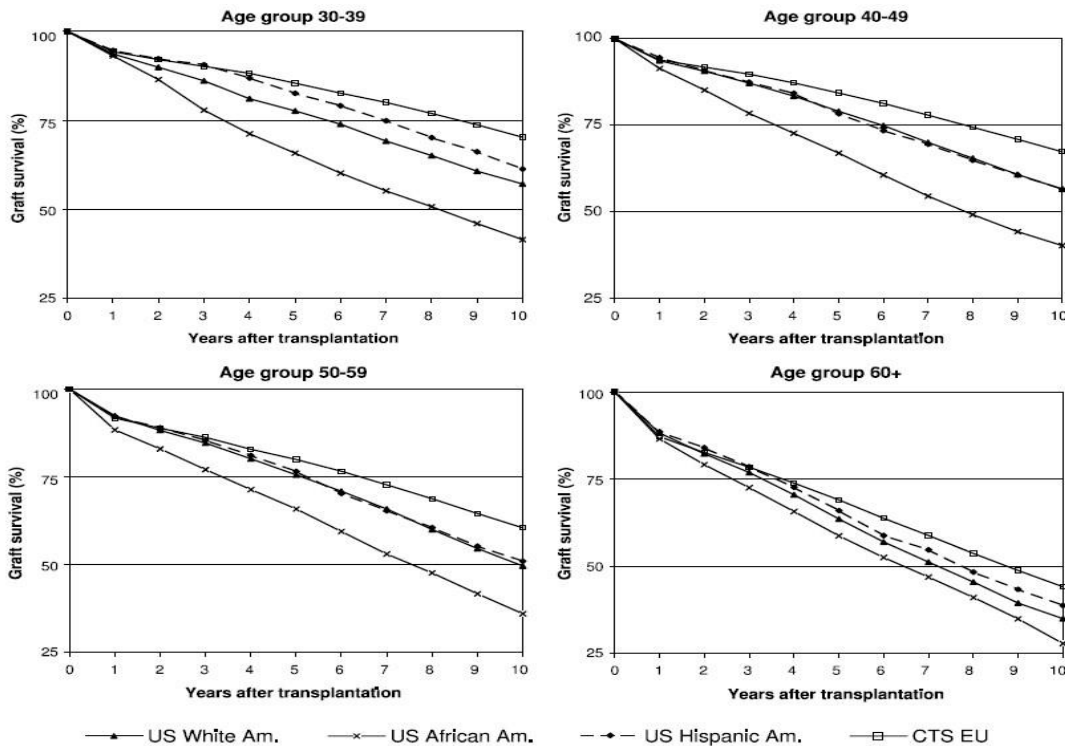 Age group 30-39
100
75
50
25
Graft survival (%)
0 1 2 3 4 5 6 7 8 9 10
Years after transplantation
Age group 40-49
100
75
50
25
Graft survival (%)
0 1 2 3 4 5 6 7 8 9 10
Years after transplantation
Age group 50-59
100
75
50
25
Graft survival (%)
0 1 2 3 4 5 6 7 8 9 10
Years after transplantation
Age group 60+
100
75
50
25
Graft survival (%)
0 1 2 3 4 5 6 7 8 9 10
Years after transplantation
US White Am. US African Am. US Hispanic Am. CTS EU